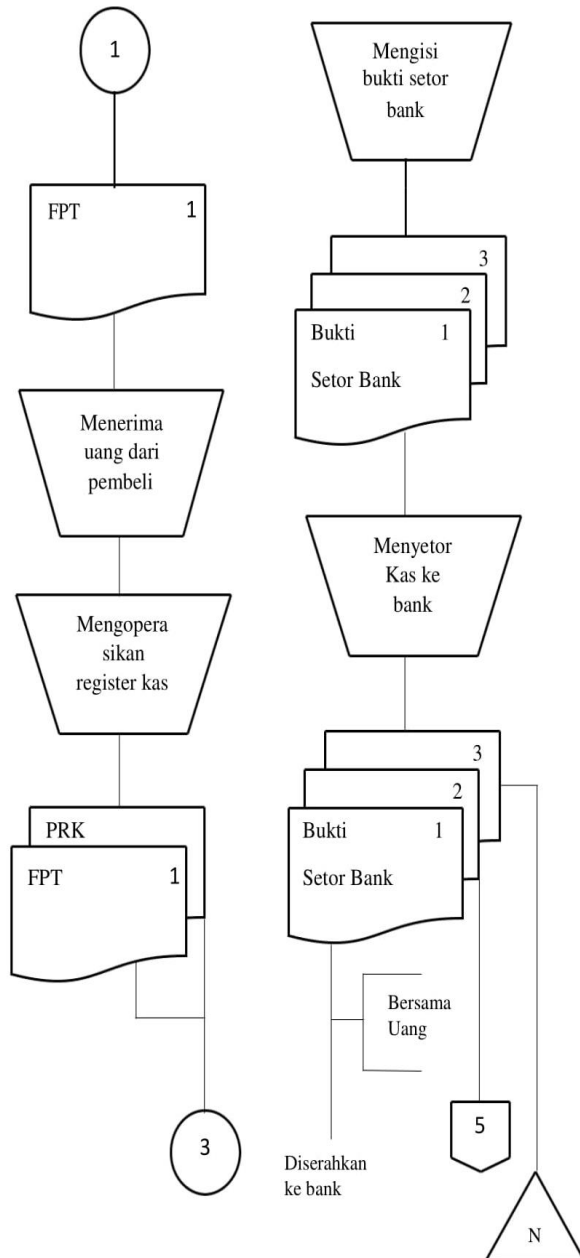 1
FPT 1
Menerima
uang dari
pembeli
Mengopera
sikan
register kas
PRK
FPT 1
3
Mengisi
bukti setor
bank
3
2
Bukti 1
Setor Bank
Menyetor
Kas ke
bank
3
2
Bukti 1
Setor Bank
Bersama
Uang
Diserahkan
ke bank
5
N